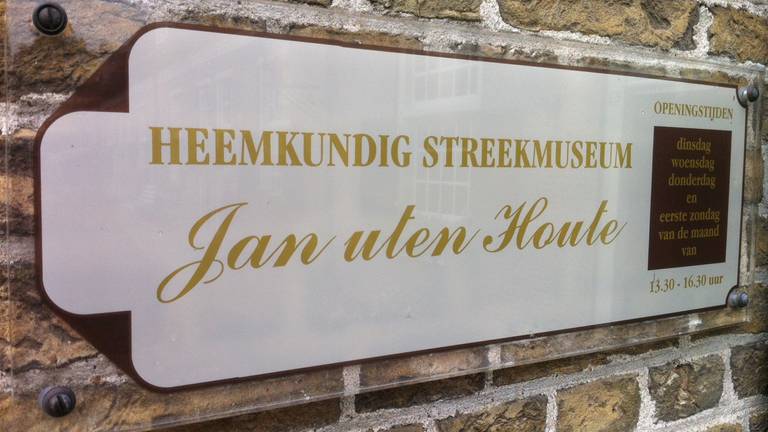 HEEMKUNDIG STREEKMUSEUM
Jan uten Houte
OPENINGSTIJDEN
dinsdag
woensdag
donderdag
en
eerste zondag
van de maand
van
13.30 - 16.30 uur